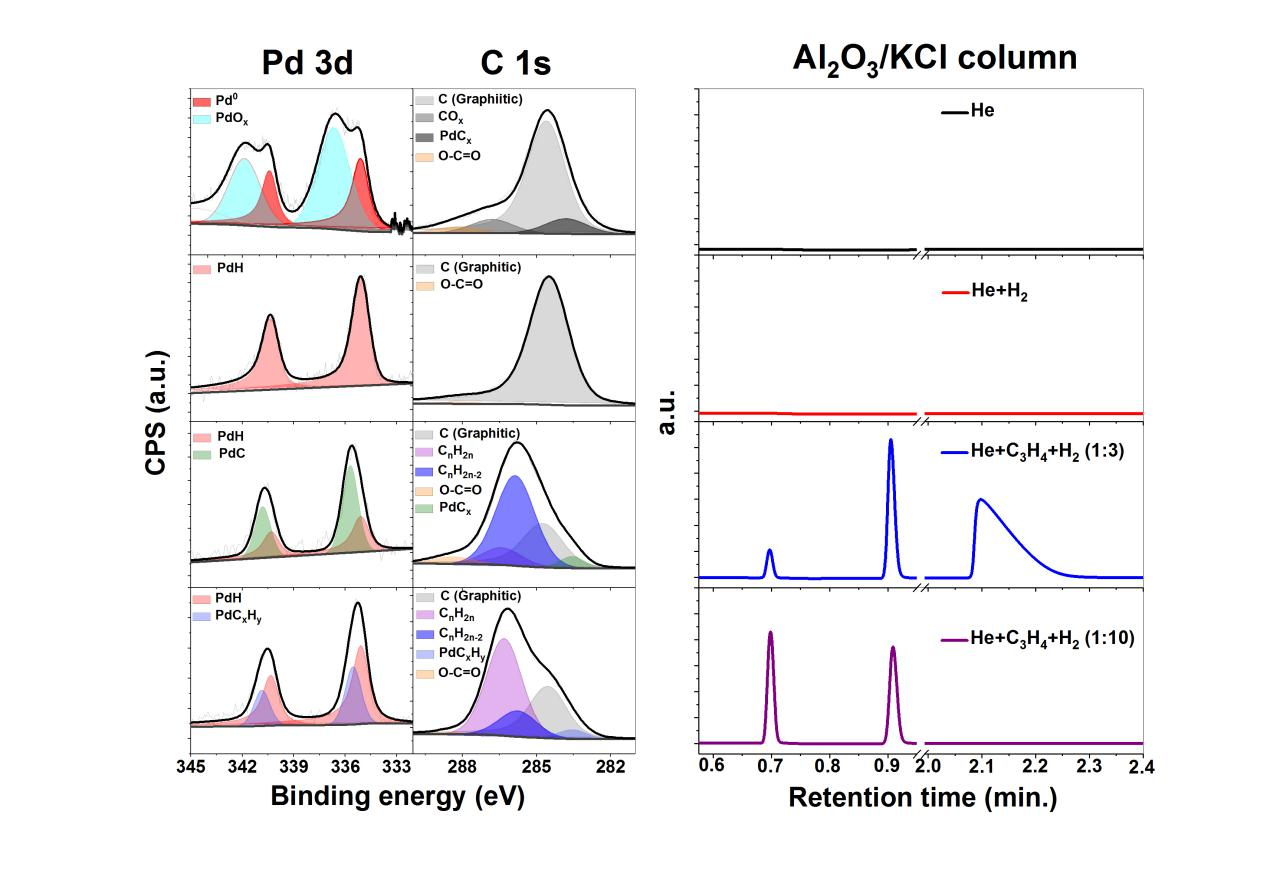 Pd 3d
C 1s
Al₂O₃/KCl column
CPS (a.u.)
Pd⁰
PdOₓ
C (Graphiitic)
COₓ
PdCₓ
O-C=O
PdH
C (Graphitic)
O-C=O
PdH
PdC
C (Graphitic)
CₙH₂ₙ
CₙH₂ₙ₋₂
O-C=O
PdCₓ
PdH
PdCₓHᵧ
C (Graphitic)
CₙH₂ₙ
CₙH₂ₙ₋₂
PdCₓHᵧ
O-C=O
345 342 339 336 333
288 285 282
Binding energy (eV)
a.u.
He
He+H₂
He+C₃H₄+H₂ (1:3)
He+C₃H₄+H₂ (1:10)
0.6 0.7 0.8 0.9 2.0 2.1 2.2 2.3 2.4
Retention time (min.)